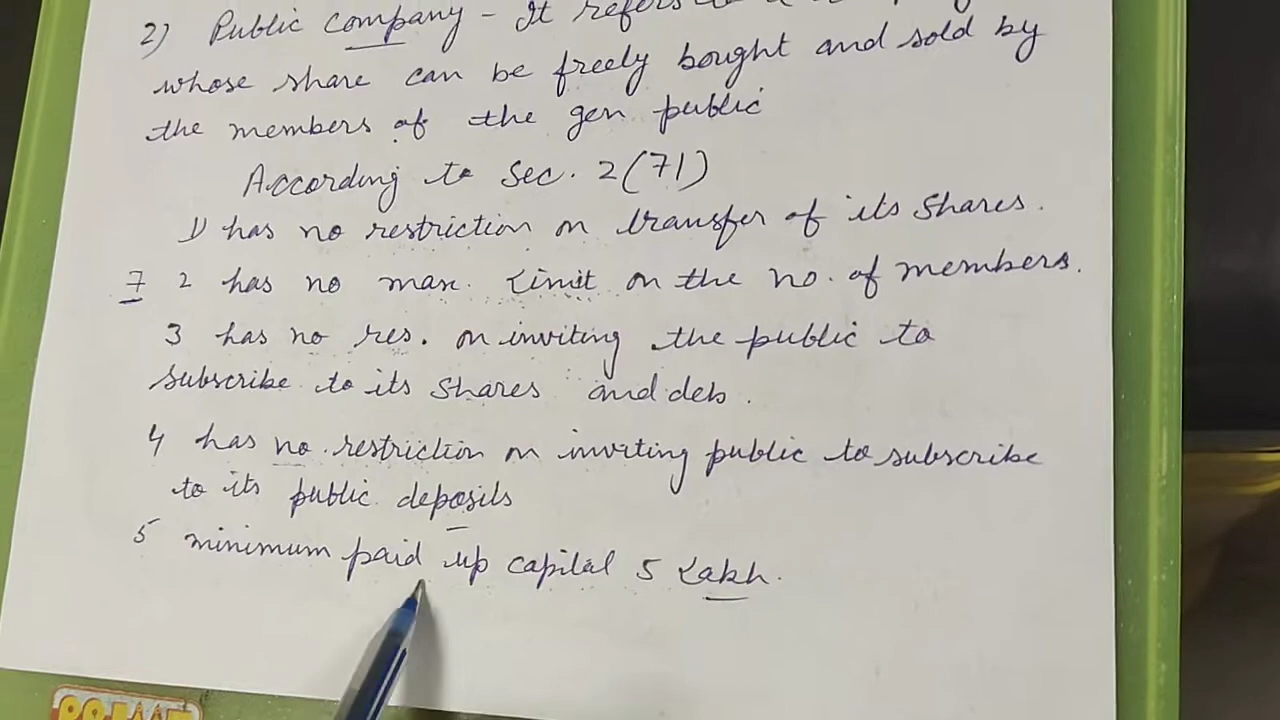 2) Public Company - It refers to a
whose share can be freely bought and sold by
the members of the gen public
According to Sec. 2(71)
1) has no restriction on transfer of its Shares.
7 2 has no max. Limit on the no. of members.
3 has no res. on inviting the public to
subscribe to its Shares and deb.
4 has no restriction on inviting public to subscribe
to its public deposits
5 minimum paid up capital 5 Lakh.